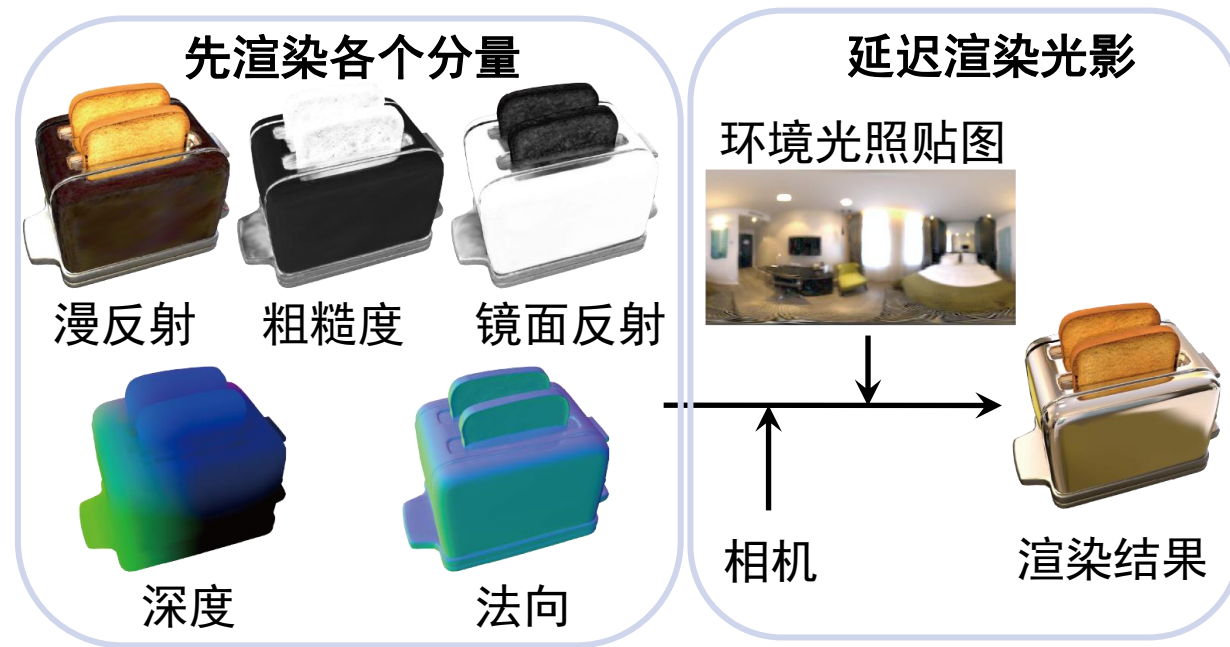 先渲染各个分量
漫反射
粗糙度
镜面反射
深度
法向
延迟渲染光影
环境光照贴图
相机
渲染结果